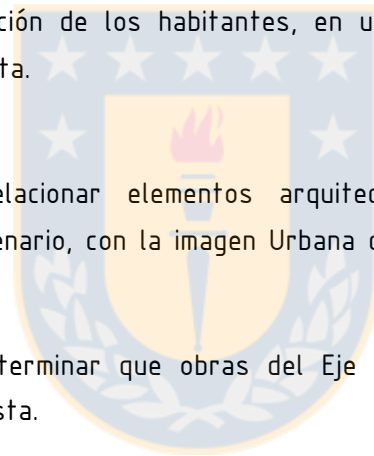 ción de los habitantes, en u
ta.
elacionar elementos arquitec
enario, con la imagen Urbana
terminar que obras del Eje
sta.